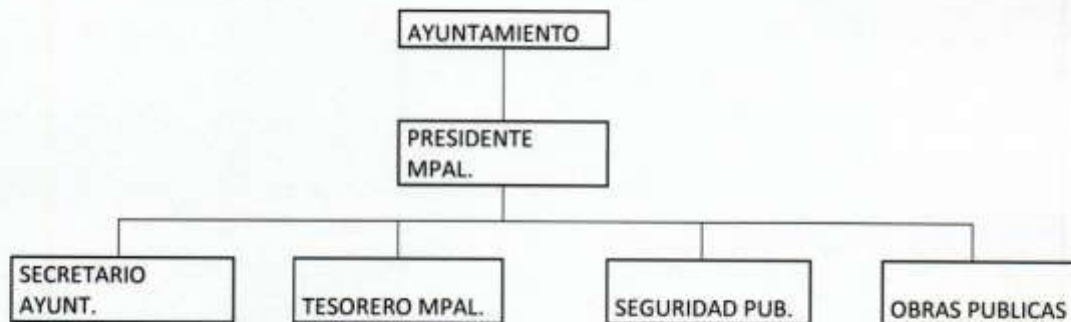 AYUNTAMIENTO
PRESIDENTE
MPAL.
SECRETARIO
AYUNT.
TESORERO MPAL.
SEGURIDAD PUB.
OBRAS PUBLICAS